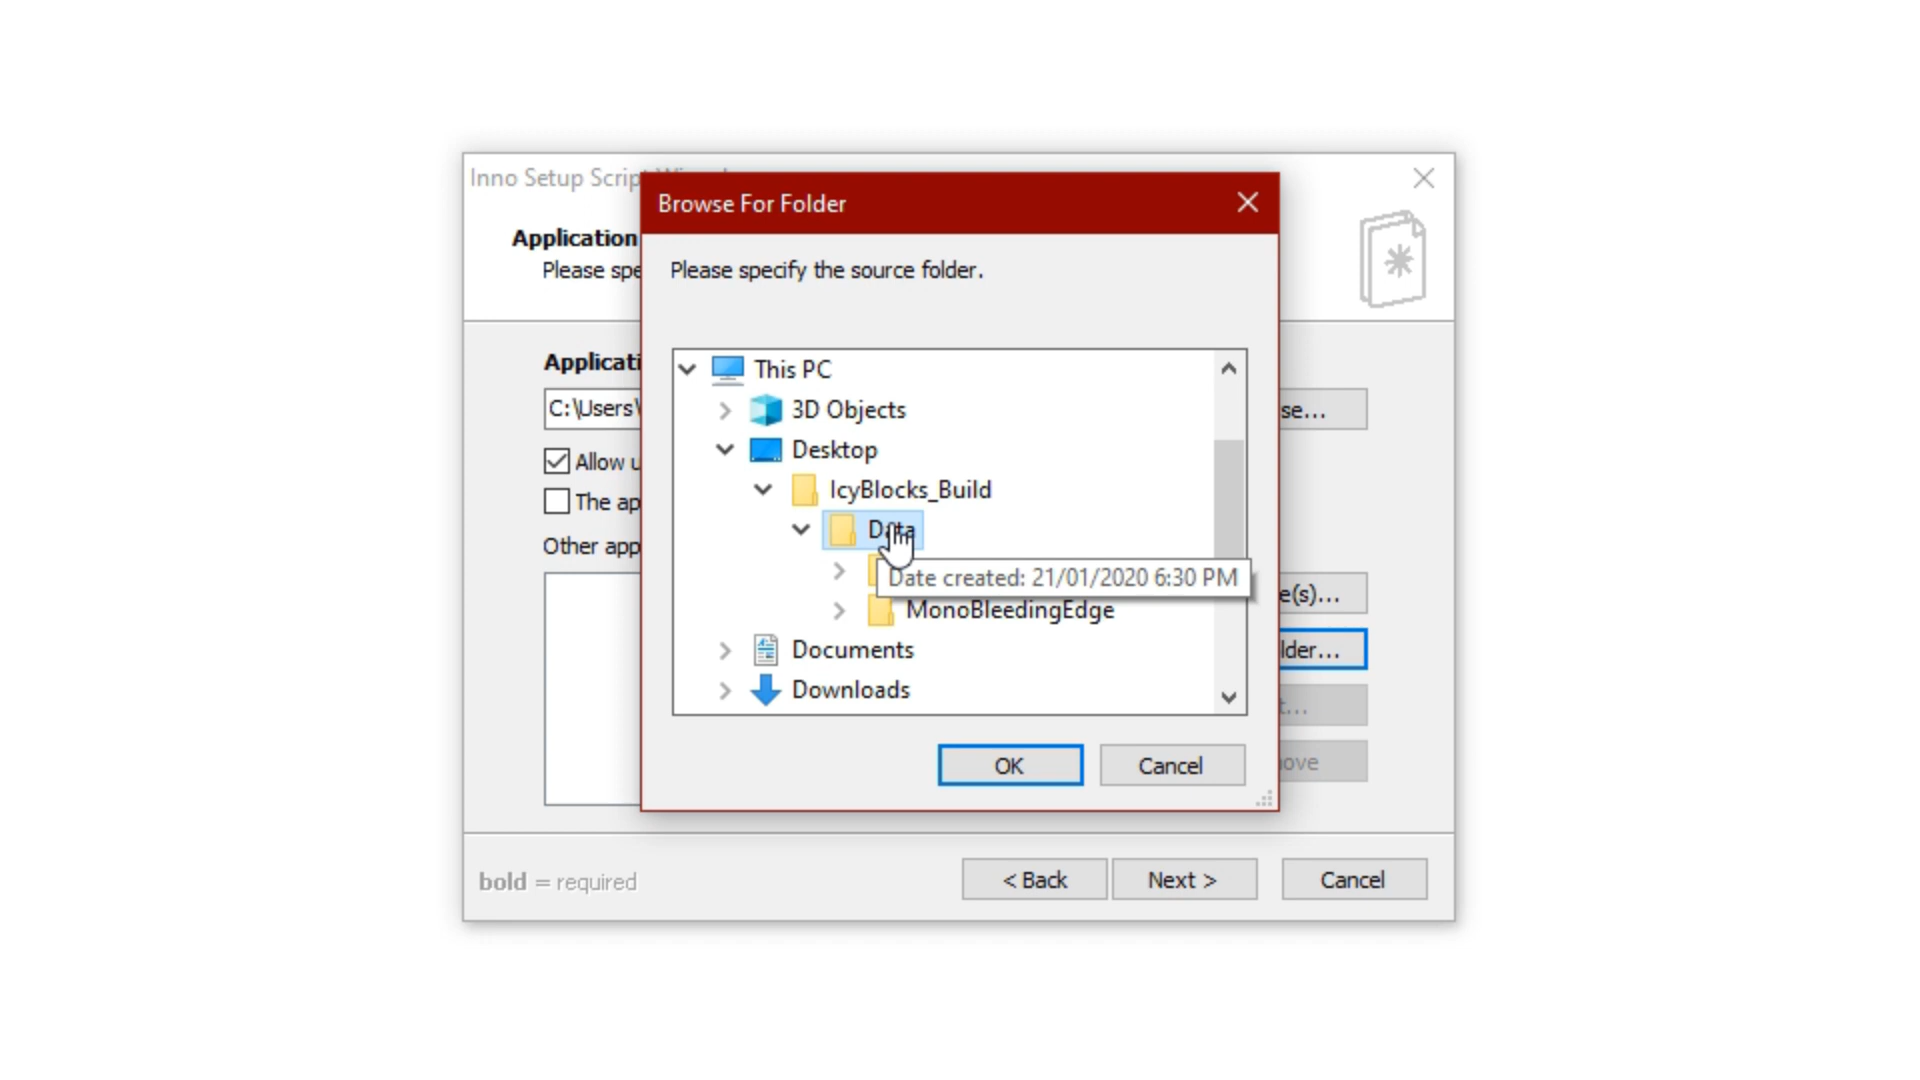 Inno Setup Scrip
Browse For Folder
Application
Please spe
Please specify the source folder.
Applicati
This PC
C:\Users\
3D Objects
se...
Desktop
Allow u
IcyBlocks_Build
The ap
Data
Other app
Date created: 21/01/2020 6:30 PM
e(s)...
MonoBleedingEdge
Documents
lder...
Downloads
t...
OK
Cancel
ove
bold = required
< Back
Next >
Cancel